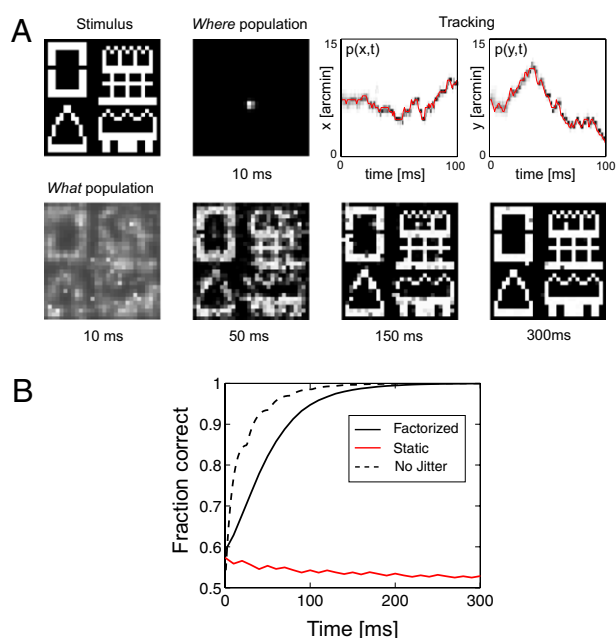 A
Stimulus
Where population
Tracking
15
p(x,t)
x [arcmin]
0
0
100
time [ms]
15
p(y,t)
y [arcmin]
0
0
100
time [ms]
10 ms
What population
10 ms
50 ms
150 ms
300ms
B
1
0.9
0.8
0.7
0.6
0.5
Fraction correct
Factorized
Static
No Jitter
0
100
200
300
Time [ms]